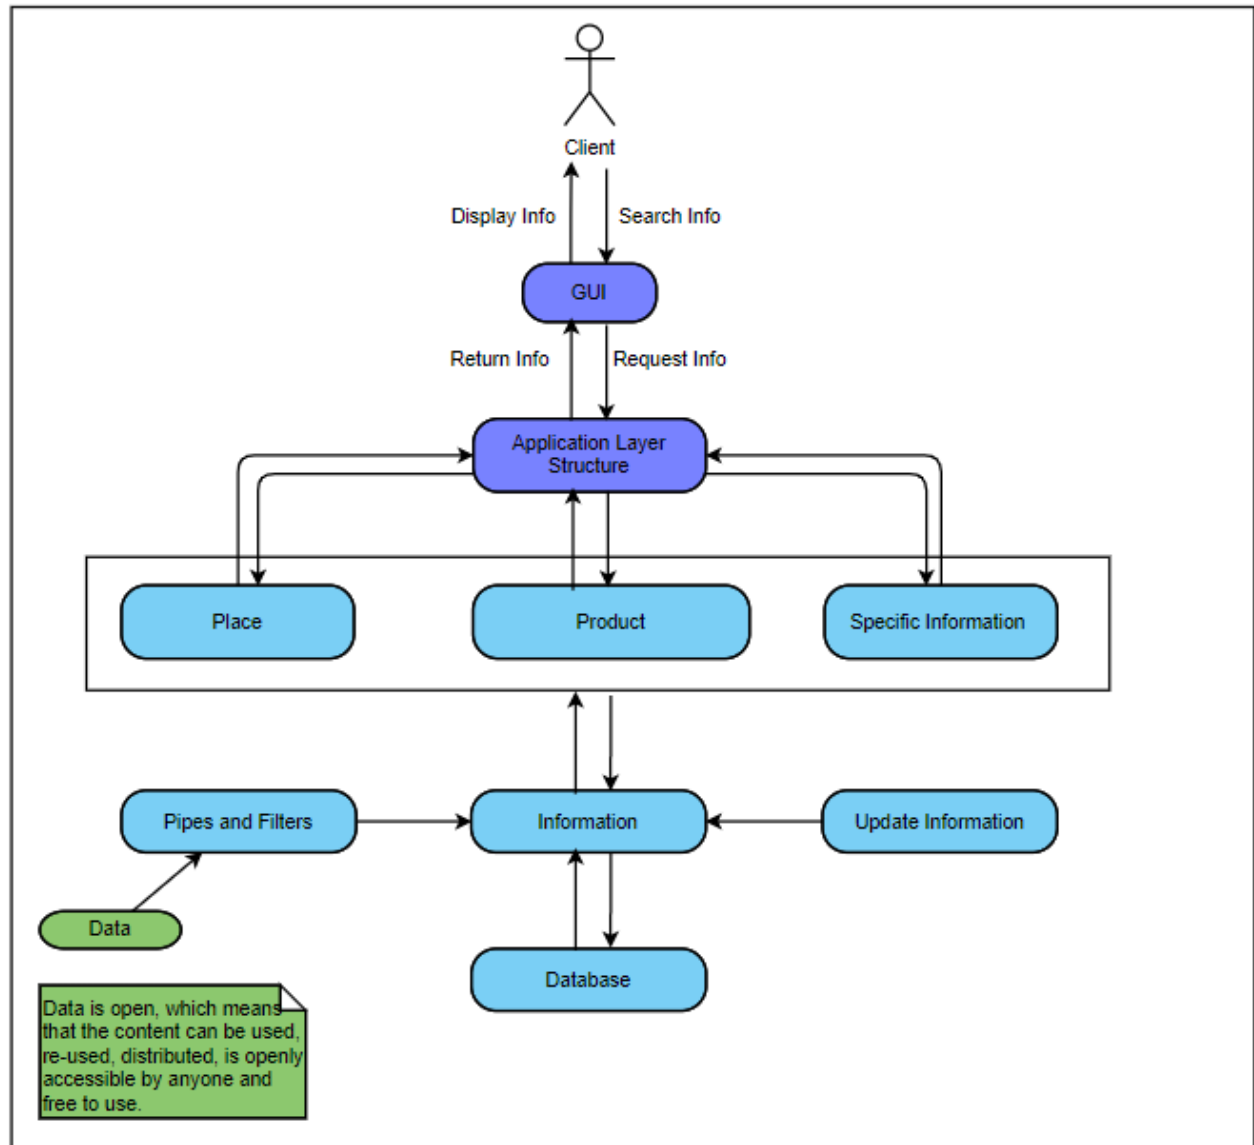 Client
Display Info
Search Info
GUI
Return Info
Request Info
Application Layer
Structure
Place
Product
Specific Information
Pipes and Filters
Information
Update Information
Data
Database
Data is open, which means
that the content can be used,
re-used, distributed, is openly
accessible by anyone and
free to use.